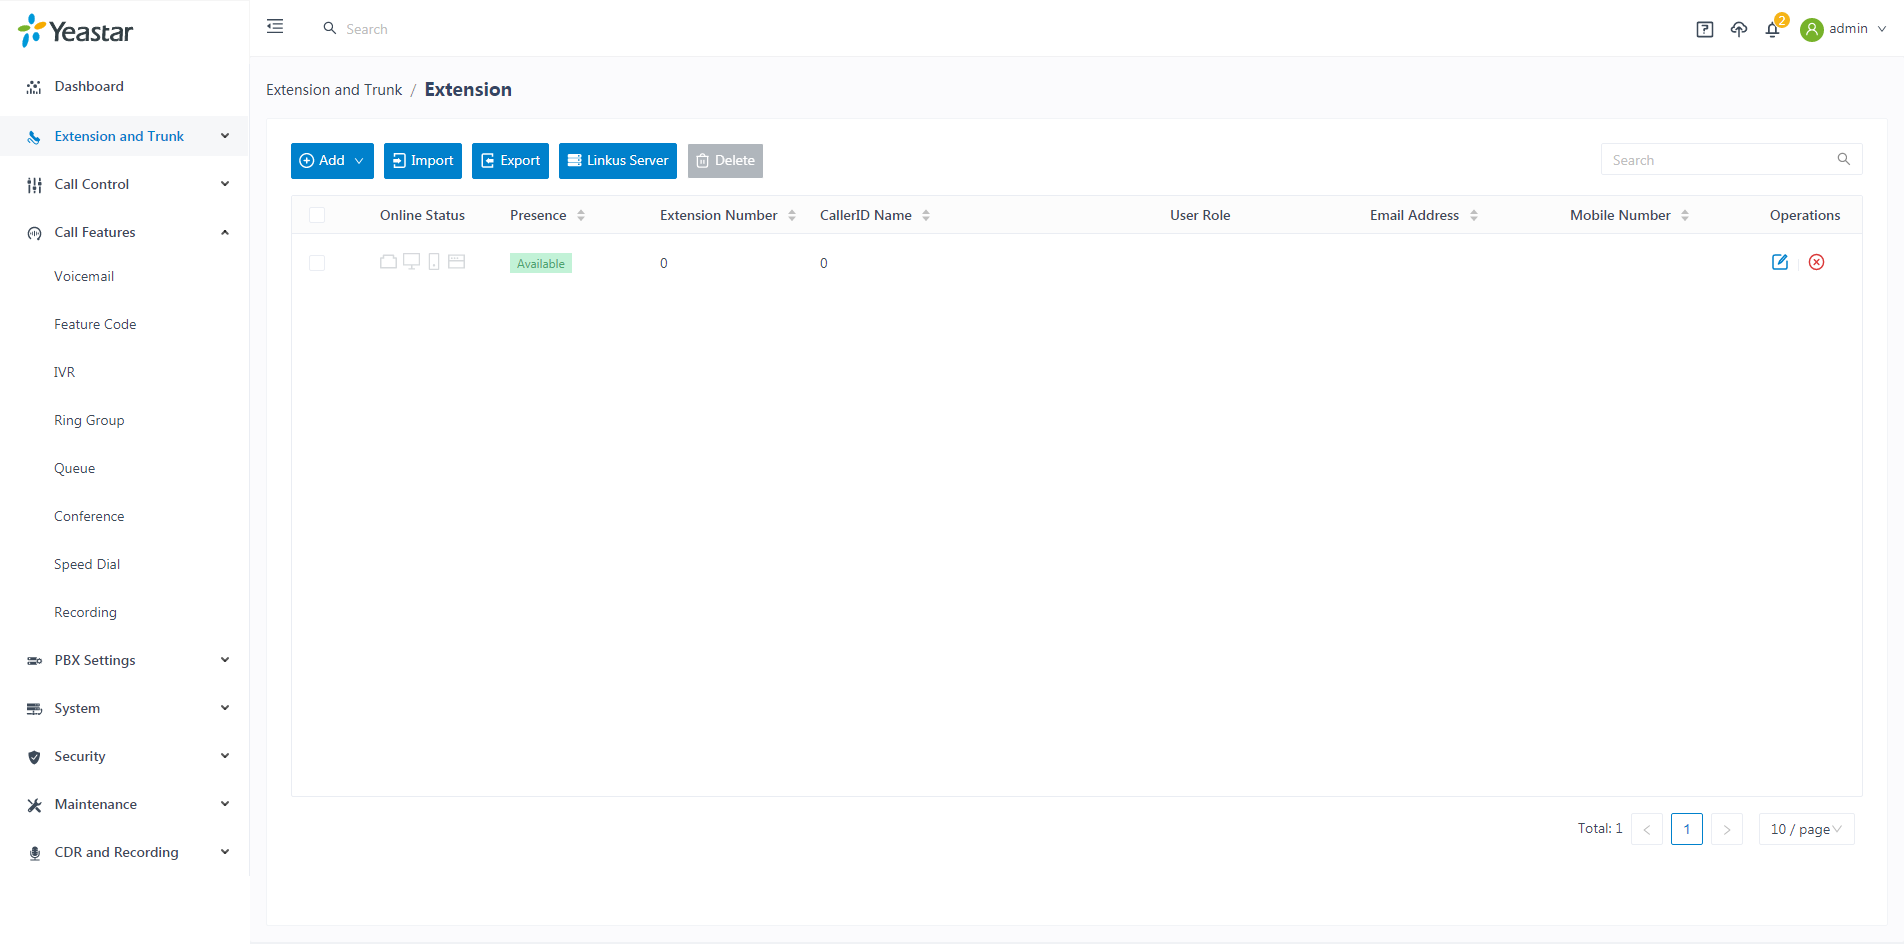 Yeastar
Search
2
admin
Dashboard
Extension and Trunk
Call Control
Call Features
Voicemail
Feature Code
IVR
Ring Group
Queue
Conference
Speed Dial
Recording
PBX Settings
System
Security
Maintenance
CDR and Recording
Extension and Trunk / Extension
Add Import Export Linkus Server Delete Search
Online Status Presence Extension Number CallerID Name User Role Email Address Mobile Number Operations
Available 0 0
Total: 1 < 1 > 10 / page